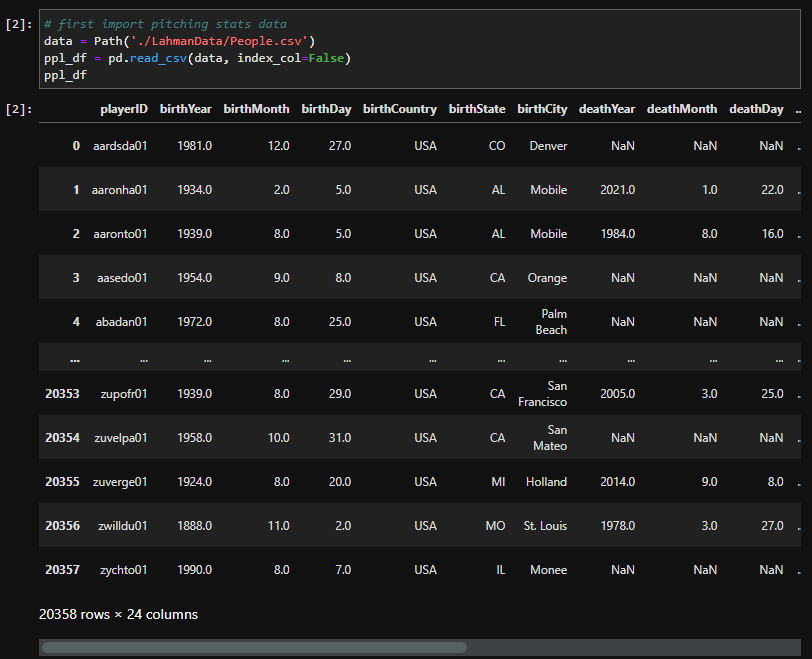 [2]: # first import pitching stats data
data = Path('./LahmanData/People.csv')
ppl_df = pd.read_csv(data, index_col=False)
ppl_df
[2]: playerID birthYear birthMonth birthDay birthCountry birthState birthCity deathYear deathMonth deathDay ..
0 aardsda01 1981.0 12.0 27.0 USA CO Denver NaN NaN NaN ..
1 aaronha01 1934.0 2.0 5.0 USA AL Mobile 2021.0 1.0 22.0 ..
2 aaronto01 1939.0 8.0 5.0 USA AL Mobile 1984.0 8.0 16.0 ..
3 aasedo01 1954.0 9.0 8.0 USA CA Orange NaN NaN NaN ..
4 abadan01 1972.0 8.0 25.0 USA FL Palm Beach NaN NaN NaN ..
... ... ... ... ... ... ... ... ... ... ... ..
20353 zupofr01 1939.0 8.0 29.0 USA CA San Francisco 2005.0 3.0 25.0 ..
20354 zuvelpa01 1958.0 10.0 31.0 USA CA San Mateo NaN NaN NaN ..
20355 zuverge01 1924.0 8.0 20.0 USA MI Holland 2014.0 9.0 8.0 ..
20356 zwilldu01 1888.0 11.0 2.0 USA MO St. Louis 1978.0 3.0 27.0 ..
20357 zychto01 1990.0 8.0 7.0 USA IL Monee NaN NaN NaN ..
20358 rows × 24 columns